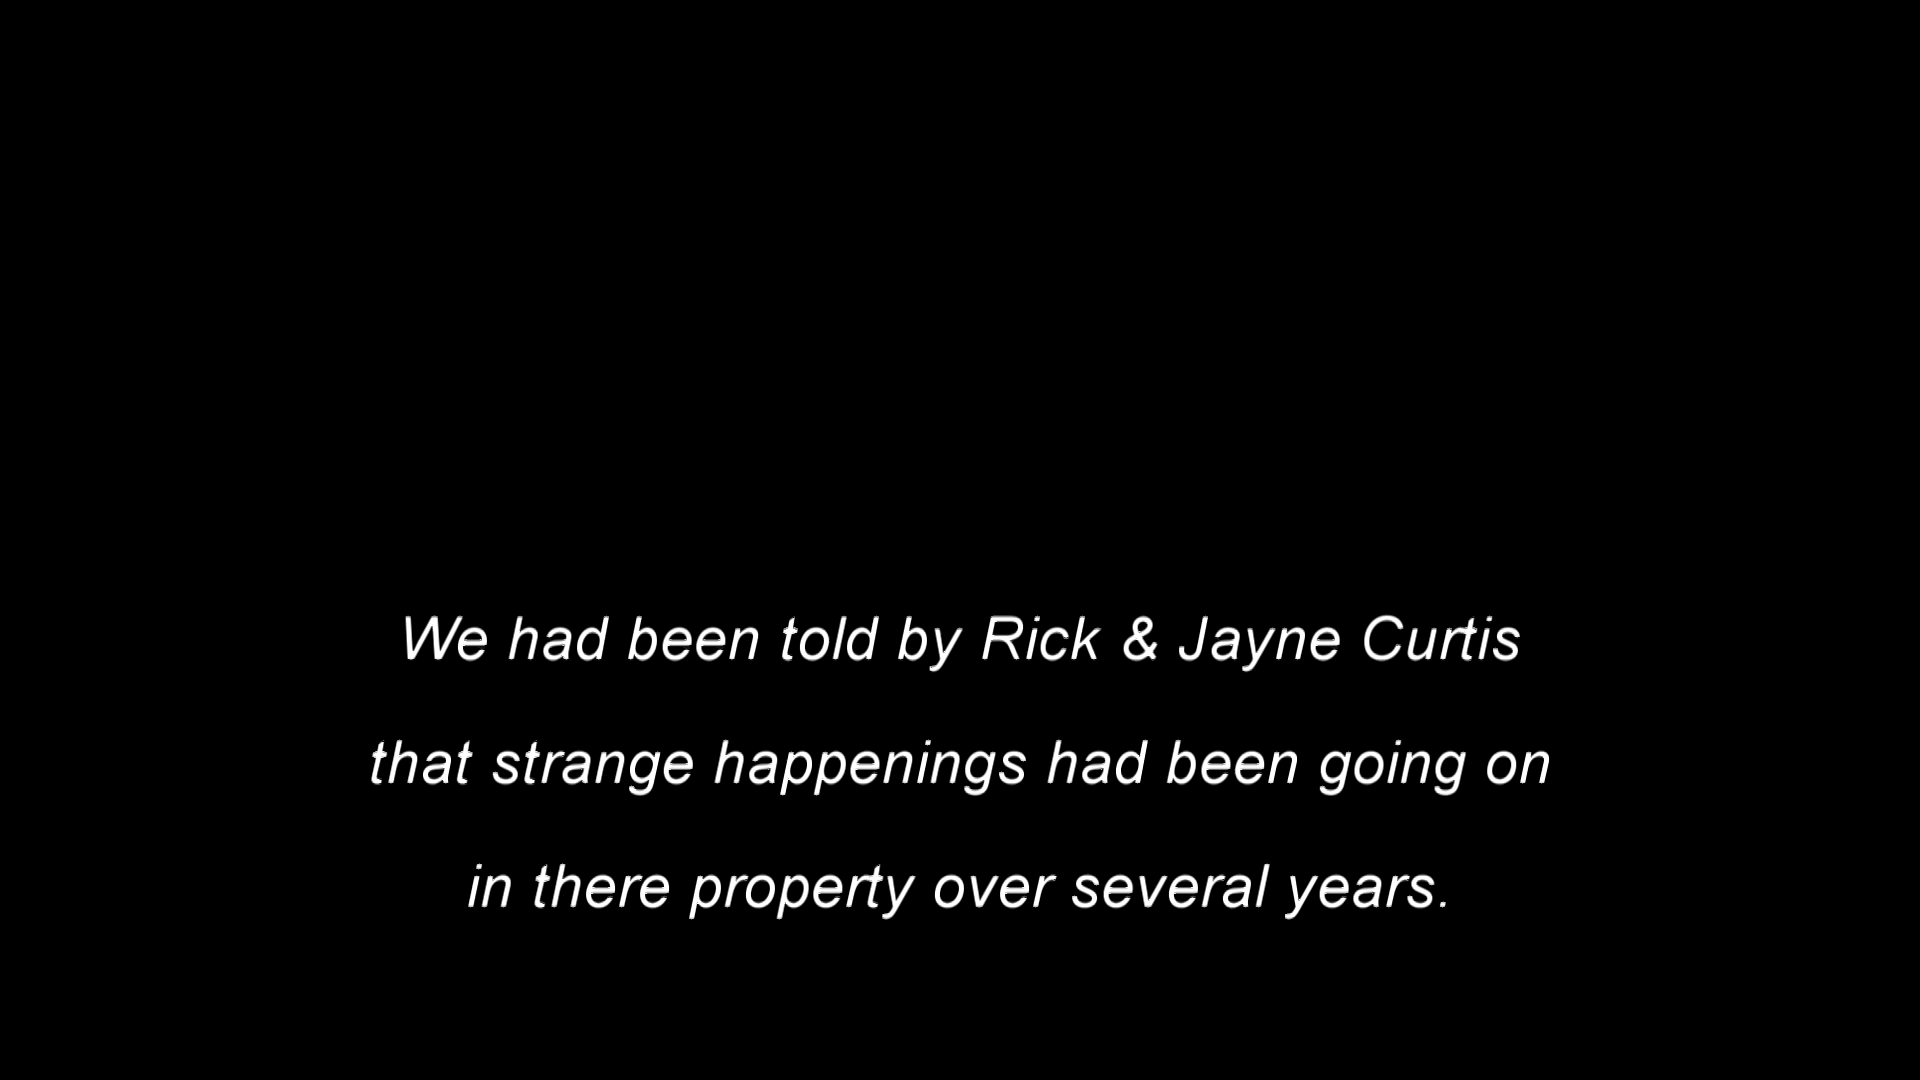 We had been told by Rick & Jayne Curtis
that strange happenings had been going on
in there property over several years.